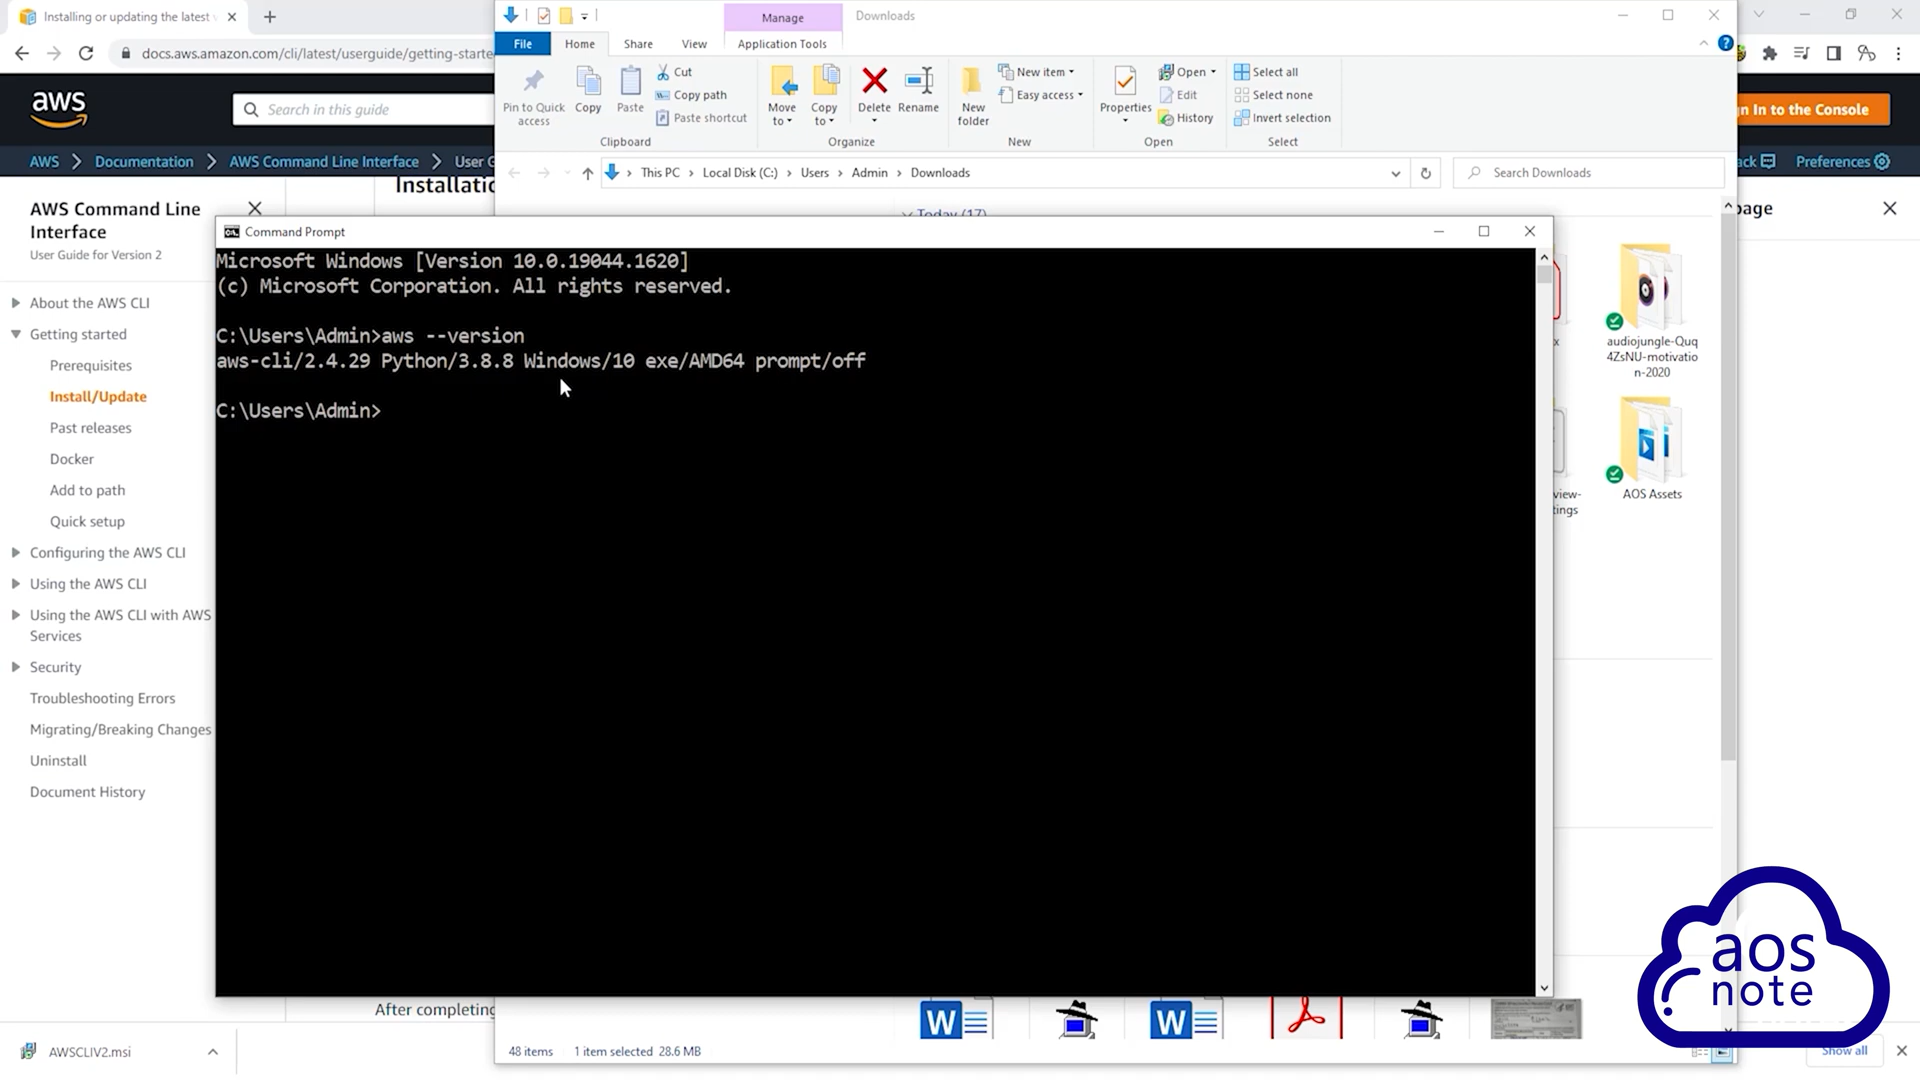 Installing or updating the latest v
docs.aws.amazon.com/cli/latest/userguide/getting-starte
aws
Search in this guide
AWS > Documentation > AWS Command Line Interface > User G
Installatio
AWS Command Line
Interface
User Guide for Version 2
About the AWS CLI
Getting started
Prerequisites
Install/Update
Past releases
Docker
Add to path
Quick setup
Configuring the AWS CLI
Using the AWS CLI
Using the AWS CLI with AWS
Services
Security
Troubleshooting Errors
Migrating/Breaking Changes
Uninstall
Document History
After completing
AWSCLIV2.msi
Manage
Downloads
File
Home
Share
View
Application Tools
Pin to Quick
access
Copy
Paste
Cut
Copy path
Paste shortcut
Clipboard
Move
to
Copy
to
Delete
Rename
Organize
New
folder
New item
Easy access
New
Properties
Open
Edit
History
Open
Select all
Select none
Invert selection
Select
This PC > Local Disk (C:) > Users > Admin > Downloads
Search Downloads
Today (17)
Command Prompt
Microsoft Windows [Version 10.0.19044.1620]
(c) Microsoft Corporation. All rights reserved.
C:\Users\Admin>aws --version
aws-cli/2.4.29 Python/3.8.8 Windows/10 exe/AMD64 prompt/off
C:\Users\Admin>
x
audiojungle-Quq
4ZsNU-motivatio
n-2020
view-
tings
AOS Assets
48 items
1 item selected 28.6 MB
gn In to the Console
ack
Preferences
page
aos
note
Show all